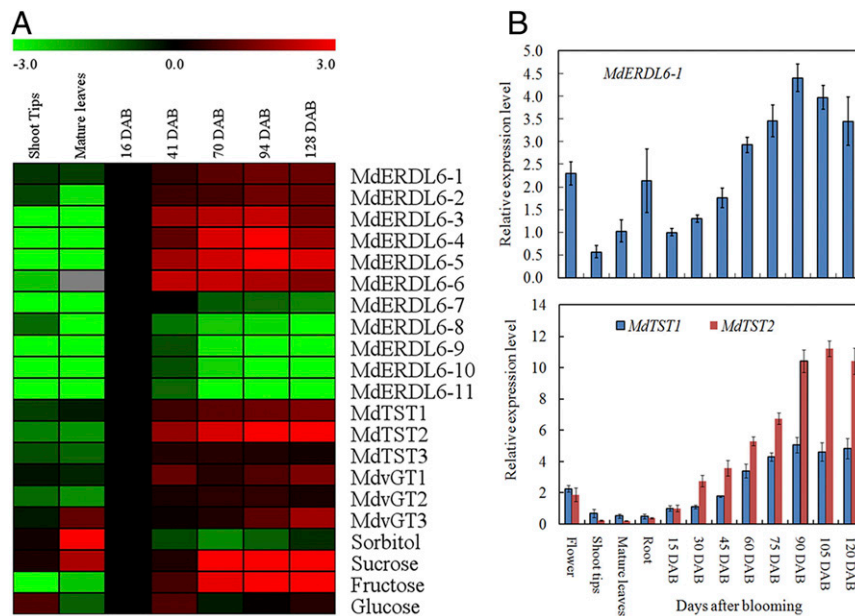 A
-3.0 0.0 3.0
Shoot Tips
Mature leaves
16 DAB
41 DAB
70 DAB
94 DAB
128 DAB
MdERDL6-1
MdERDL6-2
MdERDL6-3
MdERDL6-4
MdERDL6-5
MdERDL6-6
MdERDL6-7
MdERDL6-8
MdERDL6-9
MdERDL6-10
MdERDL6-11
MdTST1
MdTST2
MdTST3
MdvGT1
MdvGT2
MdvGT3
Sorbitol
Sucrose
Fructose
Glucose
B
Relative expression level
5.0
4.5
4.0
3.5
3.0
2.5
2.0
1.5
1.0
0.5
0.0
MdERDL6-1
Relative expression level
14
12
10
8
6
4
2
0
MdTST1 MdTST2
Flower
Shoot tips
Mature leaves
Root
15 DAB
30 DAB
45 DAB
60 DAB
75 DAB
90 DAB
105 DAB
120 DAB
Days after blooming